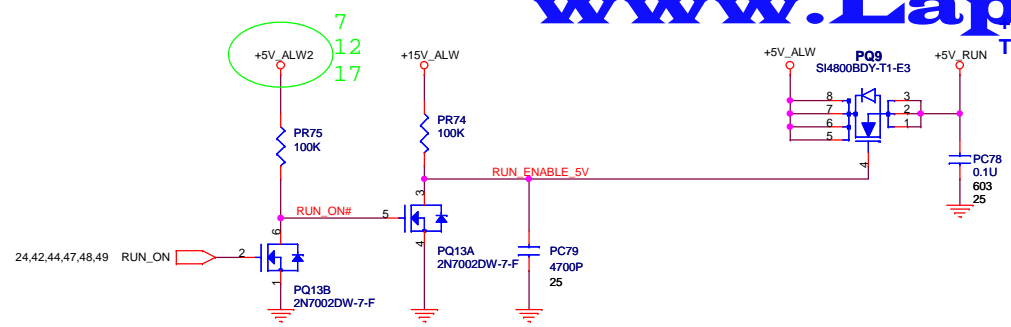 www.Lap
+
T
7
12
17
+5V_ALW2
+15V_ALW
+5V_ALW
PQ9
SI4800BDY-T1-E3
+5V_RUN
8
7
6
5
3
2
1
4
PR75
100K
PR74
100K
PC78
0.1U
603
25
RUN_ENABLE_5V
RUN_ON#
5
3
4
PQ13A
2N7002DW-7-F
PC79
4700P
25
24,42,44,47,48,49 RUN_ON
2
6
1
PQ13B
2N7002DW-7-F